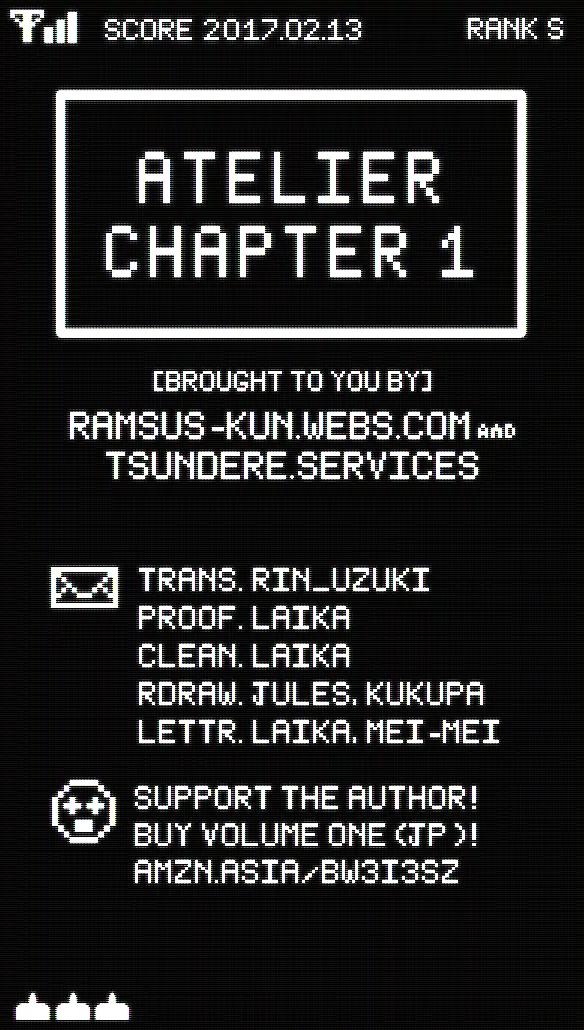 SCORE 2017.02.13 RANK S
ATELIER
CHAPTER 1
[BROUGHT TO YOU BY]
RAMSUS-KUN.WEBS.COM AND
TSUNDERE.SERVICES
TRANS. RIN_UZUKI
PROOF. LAIKA
CLEAN. LAIKA
RDRAW. JULES, KUKUPA
LETTR. LAIKA, MEI-MEI
SUPPORT THE AUTHOR!
BUY VOLUME ONE (JP)!
AMZN.ASIA/BW3I3SZ